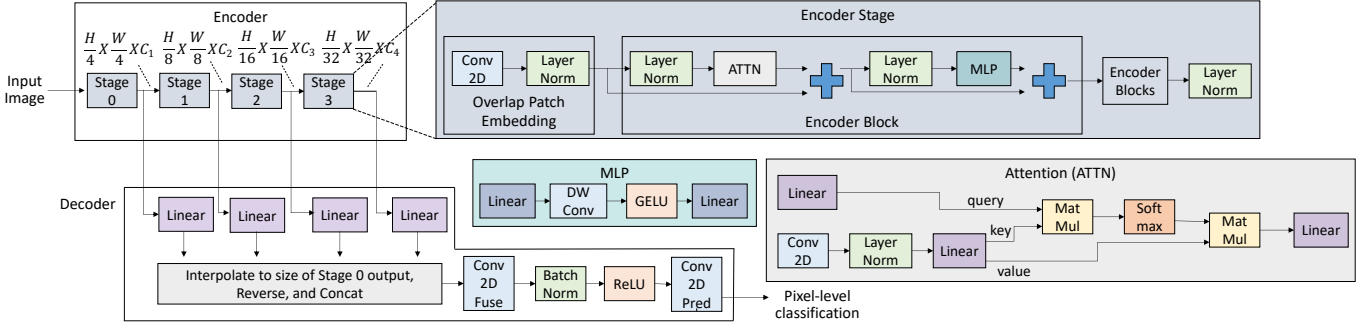 Encoder
H/4 X W/4 XC1 H/8 X W/8 XC2 H/16 X W/16 XC3 H/32 X W/32 XC4
Input
Image
Stage
0
Stage
1
Stage
2
Stage
3
Encoder Stage
Conv
2D
Layer
Norm
Overlap Patch
Embedding
Layer
Norm
ATTN
Layer
Norm
MLP
Encoder Block
Encoder
Blocks
Layer
Norm
Decoder
Linear
Linear
Linear
Linear
Interpolate to size of Stage 0 output,
Reverse, and Concat
Conv
2D
Fuse
Batch
Norm
ReLU
Conv
2D
Pred
Pixel-level
classification
MLP
Linear
DW
Conv
GELU
Linear
Attention (ATTN)
Linear
query
Conv
2D
Layer
Norm
Linear
key
value
Mat
Mul
Soft
max
Mat
Mul
Linear